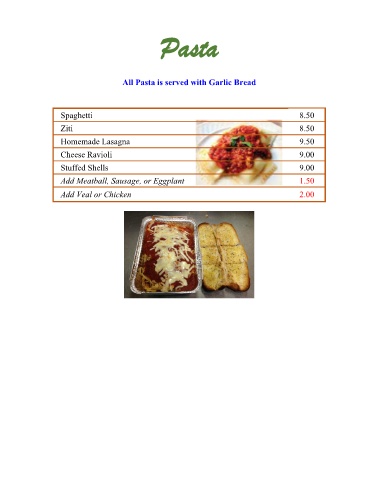 Pasta
All Pasta is served with Garlic Bread
Spaghetti 8.50
Ziti 8.50
Homemade Lasagna 9.50
Cheese Ravioli 9.00
Stuffed Shells 9.00
Add Meatball, Sausage, or Eggplant 1.50
Add Veal or Chicken 2.00